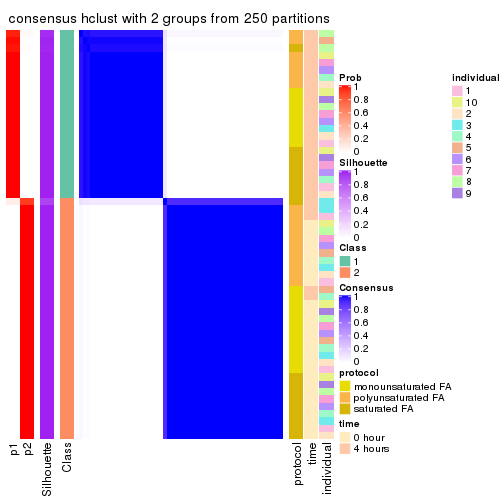 consensus hclust with 2 groups from 250 partitions
Prob
1
0.8
0.6
0.4
0.2
0
Silhouette
1
0.8
0.6
0.4
0.2
0
Class
1
2
Consensus
1
0.8
0.6
0.4
0.2
0
protocol
monounsaturated FA
polyunsaturated FA
saturated FA
time
0 hour
4 hours
individual
1
10
2
3
4
5
6
7
8
9
p1
p2
Silhouette
Class
protocol
time
individual